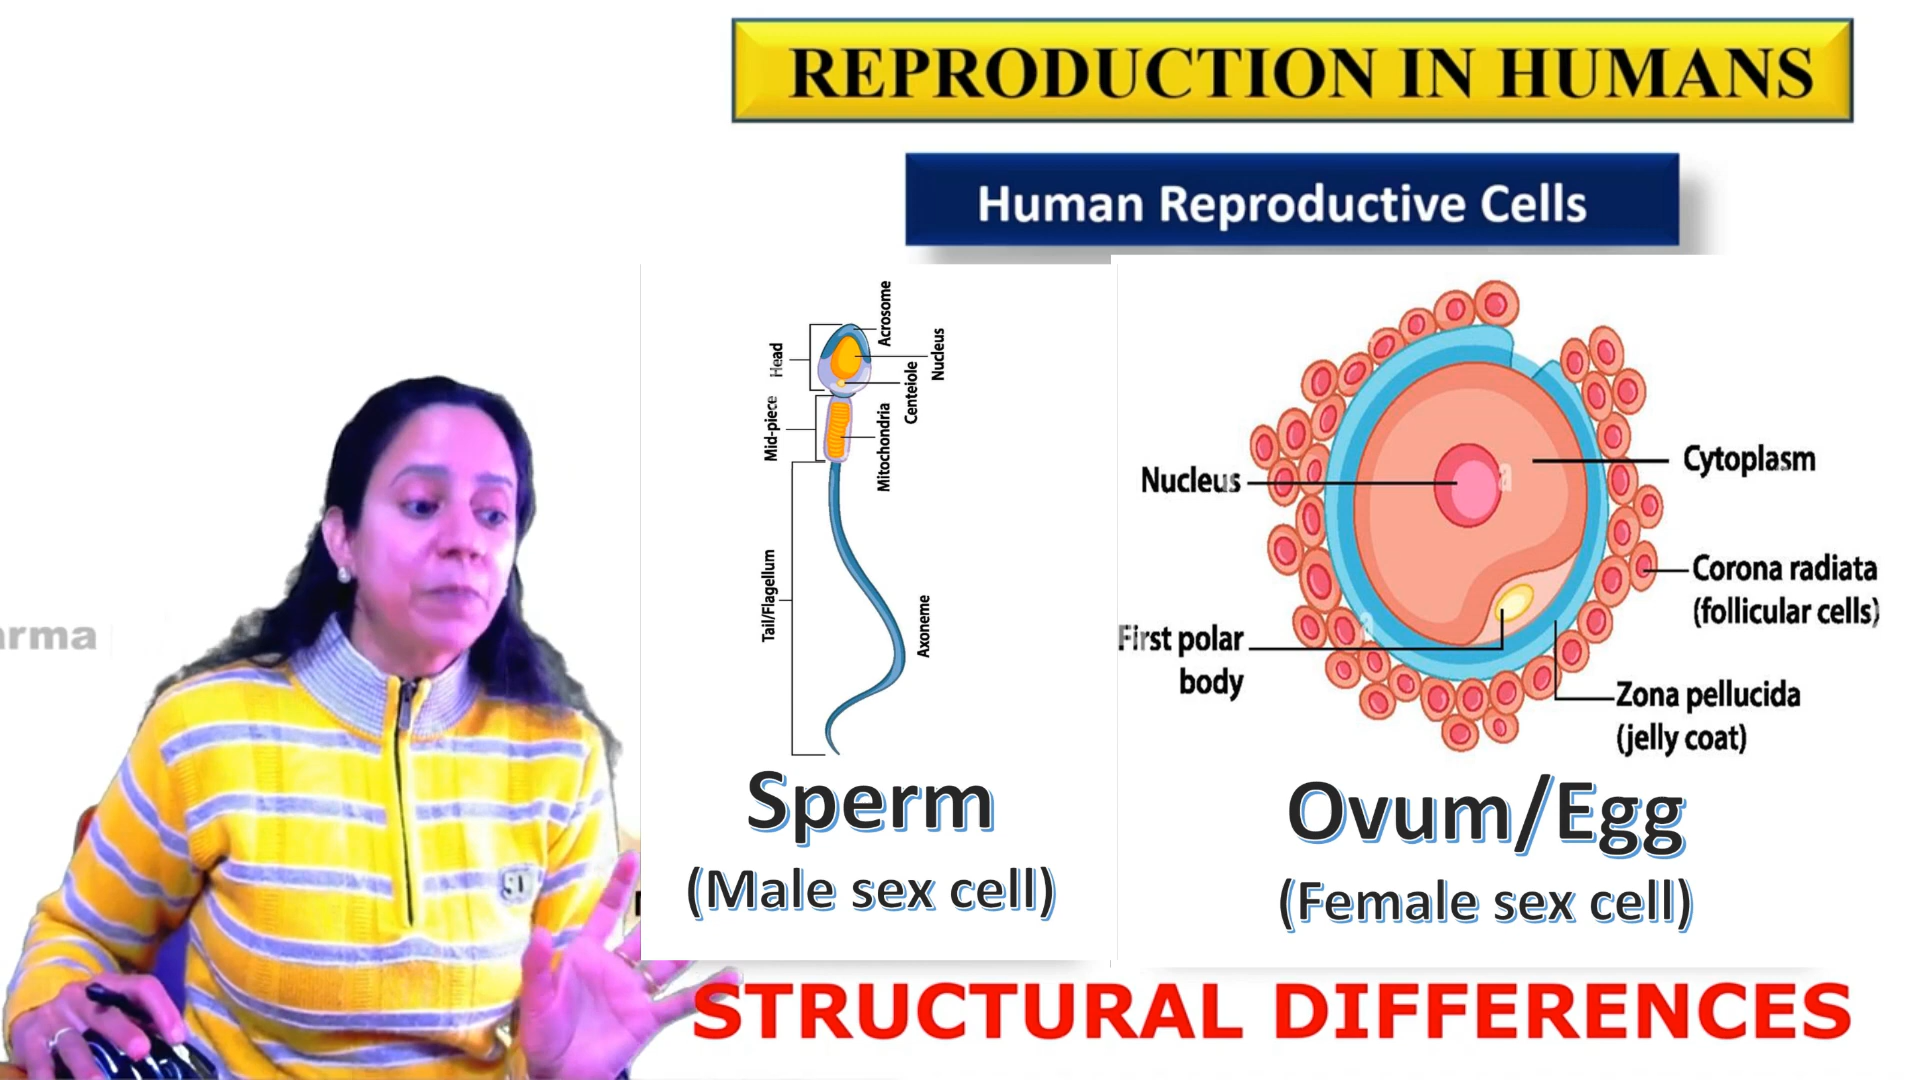 REPRODUCTION IN HUMANS
Human Reproductive Cells
Head
Acrosome
Nucleus
Centeiole
Mid-piece
Mitochondria
Tail/Flagellum
Axoneme
Sperm
(Male sex cell)
Nucleus
Cytoplasm
Corona radiata
(follicular cells)
First polar
body
Zona pellucida
(jelly coat)
Ovum/Egg
(Female sex cell)
STRUCTURAL DIFFERENCES
arma